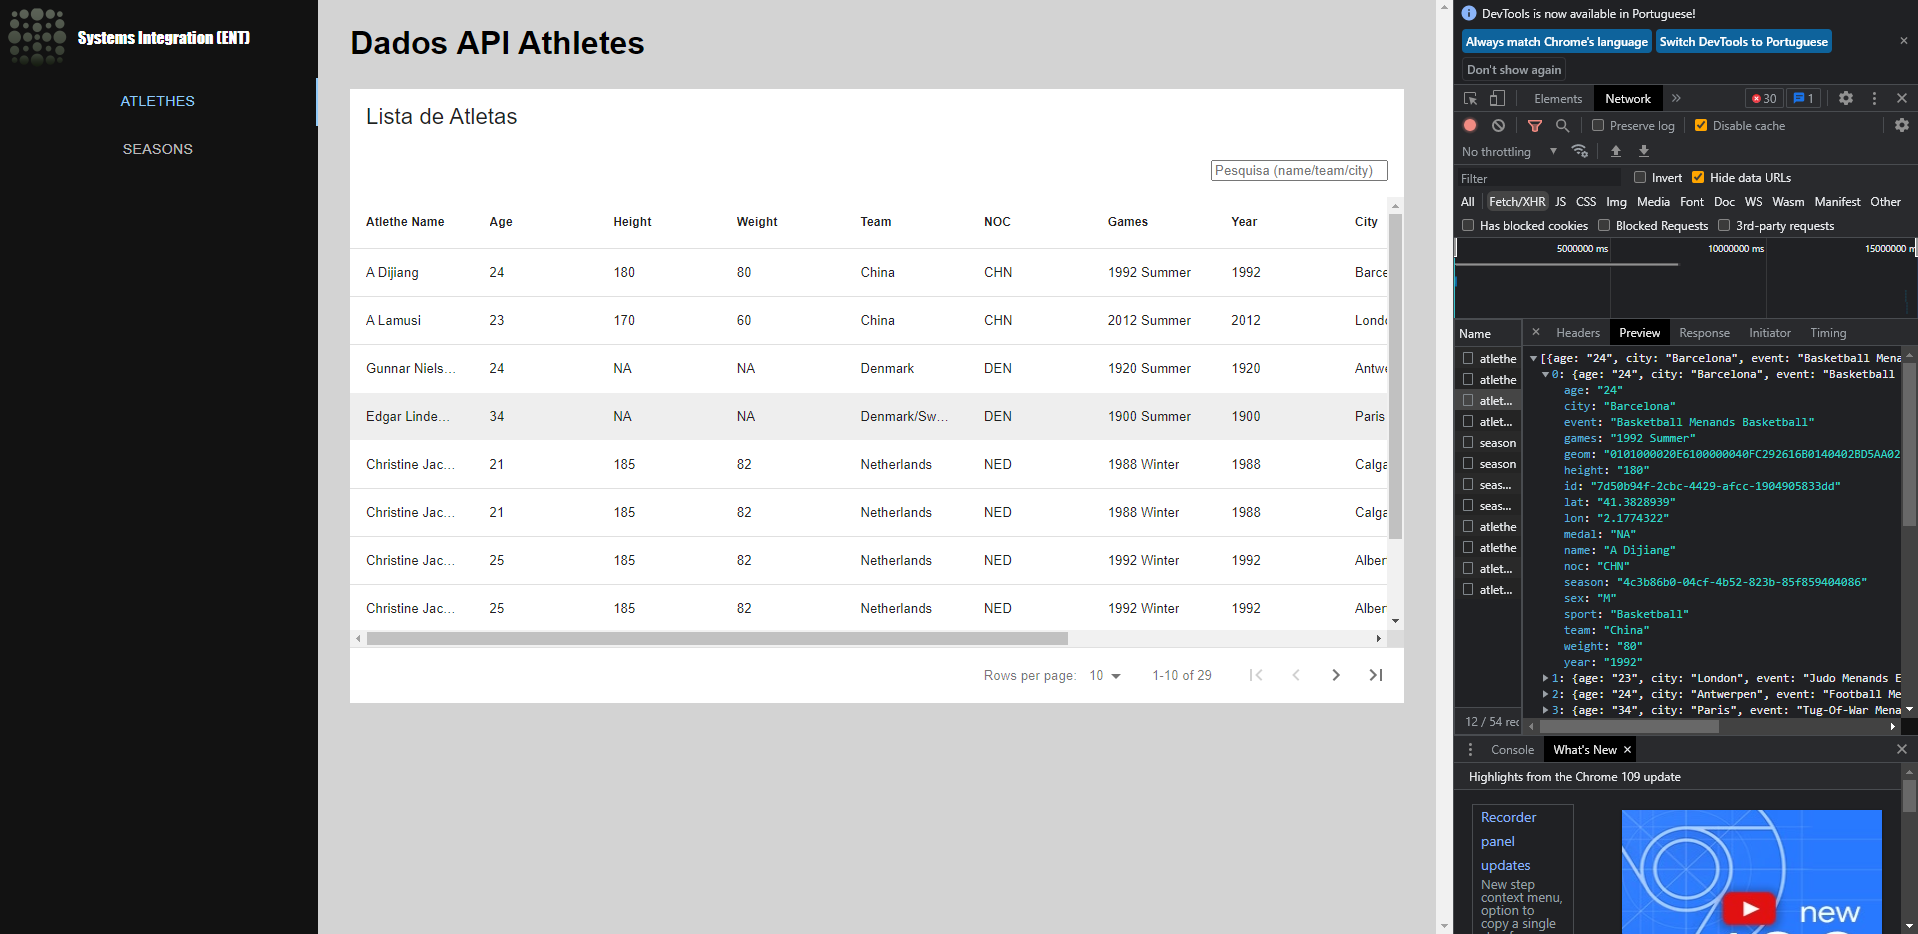 Systems Integration (ENT)
ATLETHES
SEASONS
Dados API Athletes
Lista de Atletas
Pesquisa (name/team/city)
Atlethe Name Age Height Weight Team NOC Games Year City
A Dijiang 24 180 80 China CHN 1992 Summer 1992 Barce
A Lamusi 23 170 60 China CHN 2012 Summer 2012 Londo
Gunnar Niels... 24 NA NA Denmark DEN 1920 Summer 1920 Antwe
Edgar Linde... 34 NA NA Denmark/Sw... DEN 1900 Summer 1900 Paris
Christine Jac... 21 185 82 Netherlands NED 1988 Winter 1988 Calga
Christine Jac... 21 185 82 Netherlands NED 1988 Winter 1988 Calga
Christine Jac... 25 185 82 Netherlands NED 1992 Winter 1992 Alber
Christine Jac... 25 185 82 Netherlands NED 1992 Winter 1992 Alber
Rows per page: 10 1-10 of 29
DevTools is now available in Portuguese!
Always match Chrome's language Switch DevTools to Portuguese
Don't show again
Elements Network 30 1
Preserve log Disable cache
No throttling
Filter Invert Hide data URLs
All Fetch/XHR JS CSS Img Media Font Doc WS Wasm Manifest Other
Has blocked cookies Blocked Requests 3rd-party requests
5000000 ms 10000000 ms 15000000 m
Name
atlethe
atlethe
atlet...
atlet...
season
season
seas...
seas...
atlethe
atlethe
atlet...
atlet...
12 / 54 rec
Headers Preview Response Initiator Timing
[{age: "24", city: "Barcelona", event: "Basketball Mena
0: {age: "24", city: "Barcelona", event: "Basketball
age: "24"
city: "Barcelona"
event: "Basketball Menands Basketball"
games: "1992 Summer"
geom: "0101000020E6100000040FC292616B0140402BD5AA02
height: "180"
id: "7d50b94f-2cbc-4429-afcc-1904905833dd"
lat: "41.3828939"
lon: "2.1774322"
medal: "NA"
name: "A Dijiang"
noc: "CHN"
season: "4c3b86b0-04cf-4b52-823b-85f859404086"
sex: "M"
sport: "Basketball"
team: "China"
weight: "80"
year: "1992"
1: {age: "23", city: "London", event: "Judo Menands E
2: {age: "24", city: "Antwerpen", event: "Football Me
3: {age: "34", city: "Paris", event: "Tug-Of-War Mena
Console What's New
Highlights from the Chrome 109 update
Recorder
panel
updates
New step
context menu,
option to
copy a single
new